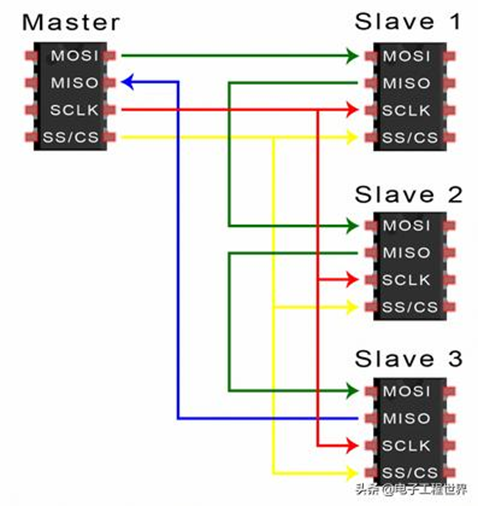 Master
MOSI
MISO
SCLK
SS/CS
Slave 1
MOSI
MISO
SCLK
SS/CS
Slave 2
MOSI
MISO
SCLK
SS/CS
Slave 3
MOSI
MISO
SCLK
SS/CS
头条 @电子工程世界